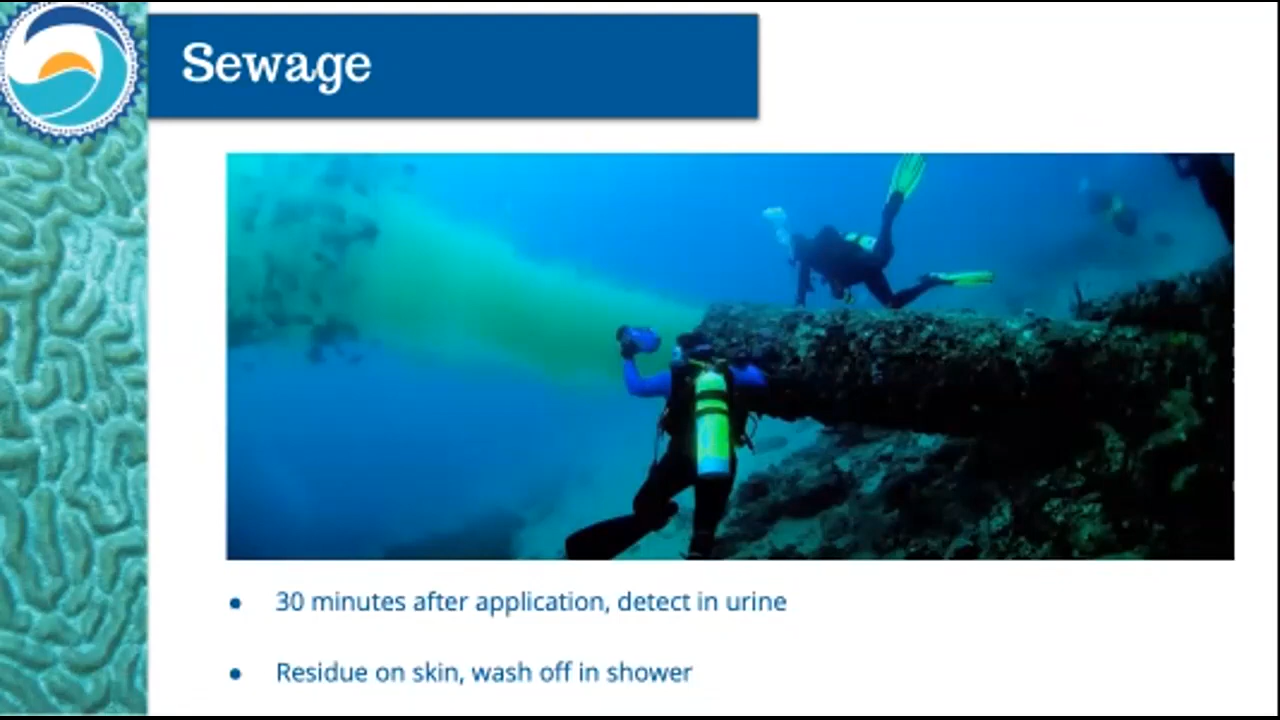 Sewage
30 minutes after application, detect in urine
Residue on skin, wash off in shower